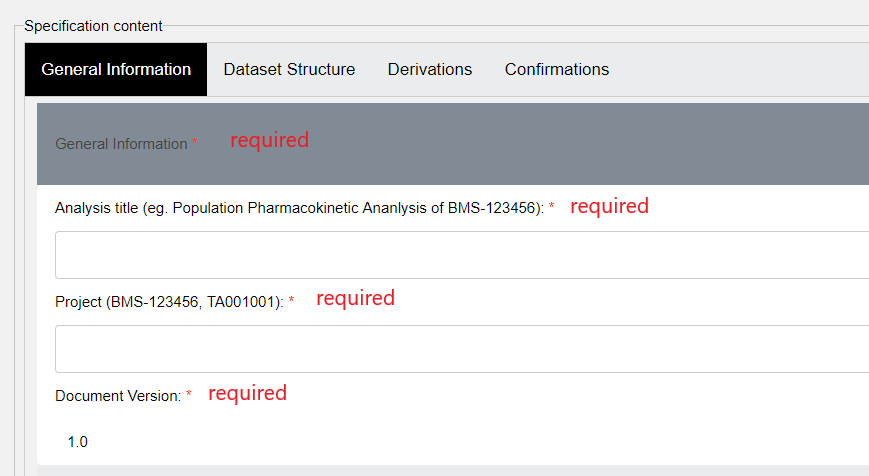 Specification content
General Information Dataset Structure Derivations Confirmations
General Information * required
Analysis title (eg. Population Pharmacokinetic Ananlysis of BMS-123456): * required
Project (BMS-123456, TA001001): * required
Document Version: * required
1.0